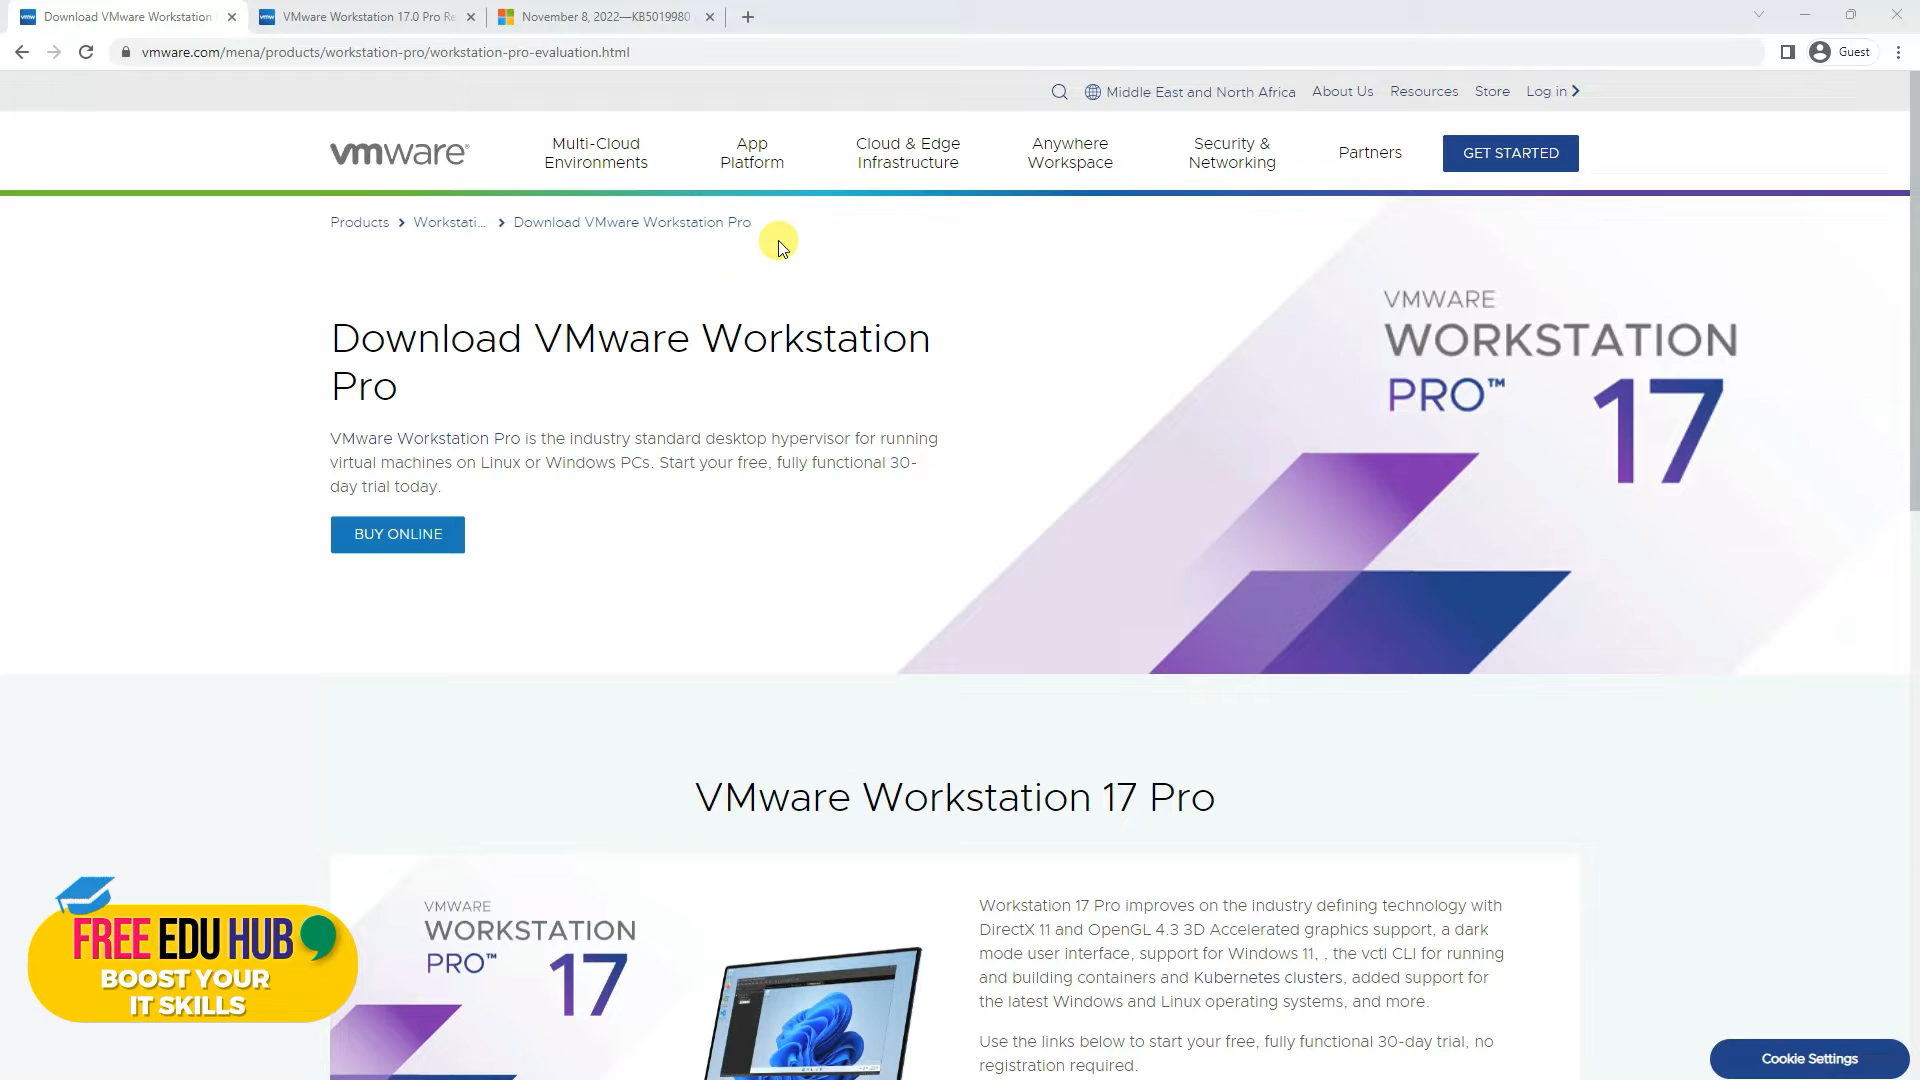 Download VMware Workstation
VMware Workstation 17.0 Pro Re
November 8, 2022—KB5019980
vmware.com/mena/products/workstation-pro/workstation-pro-evaluation.html
Guest
Middle East and North Africa
About Us
Resources
Store
Log in
vmware
Multi-Cloud
Environments
App
Platform
Cloud & Edge
Infrastructure
Anywhere
Workspace
Security &
Networking
Partners
GET STARTED
Products
Workstati...
Download VMware Workstation Pro
Download VMware Workstation
Pro
VMware Workstation Pro is the industry standard desktop hypervisor for running
virtual machines on Linux or Windows PCs. Start your free, fully functional 30-
day trial today.
BUY ONLINE
VMWARE
WORKSTATION
PRO™ 17
VMware Workstation 17 Pro
VMWARE
WORKSTATION
PRO™ 17
Workstation 17 Pro improves on the industry defining technology with
DirectX 11 and OpenGL 4.3 3D Accelerated graphics support, a dark
mode user interface, support for Windows 11, , the vctl CLI for running
and building containers and Kubernetes clusters, added support for
the latest Windows and Linux operating systems, and more.
Use the links below to start your free, fully functional 30-day trial, no
registration required.
FREE EDU HUB
BOOST YOUR
IT SKILLS
Cookie Settings